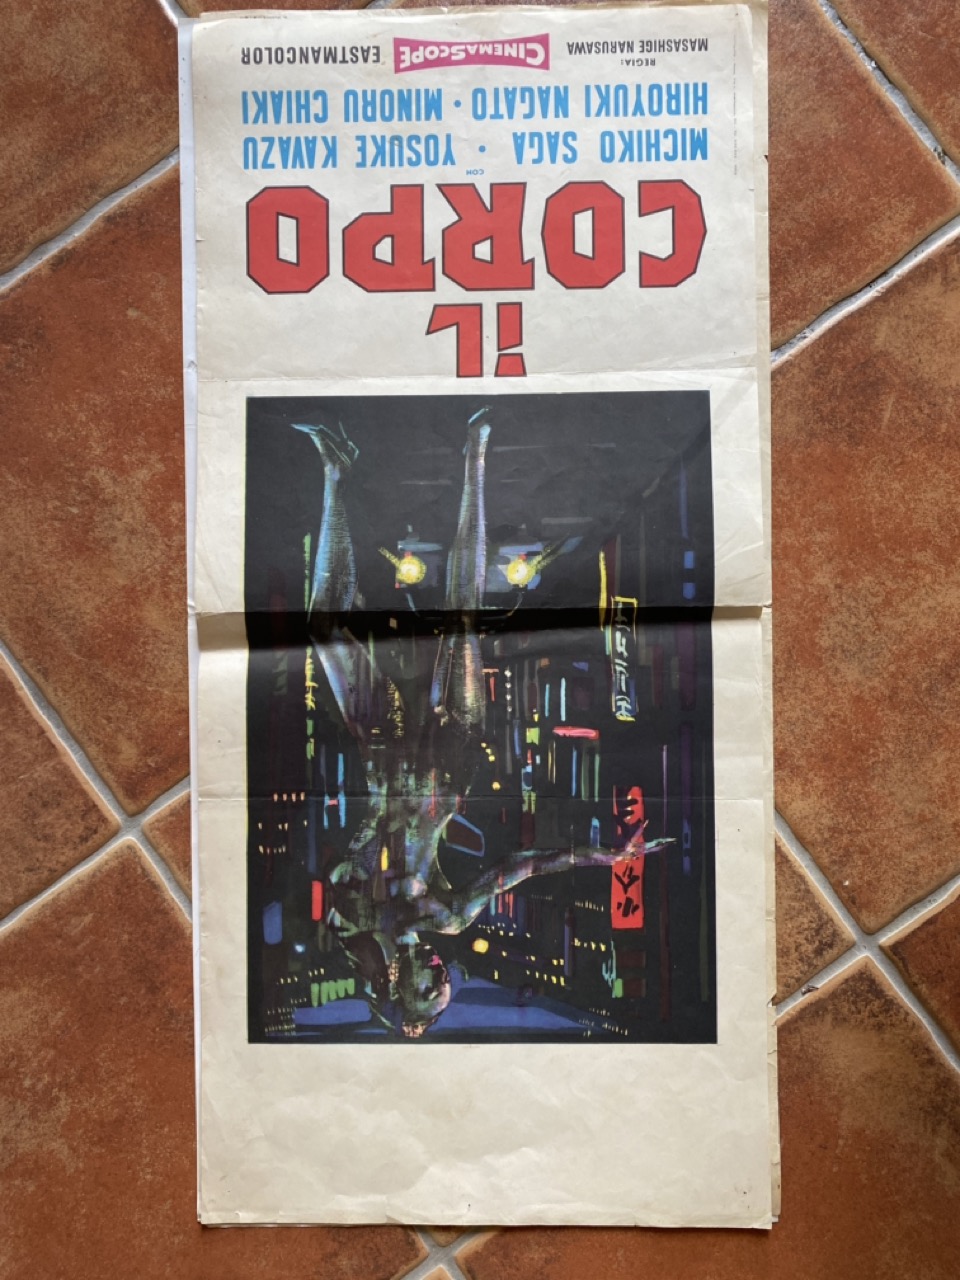 iL
CORPO
CON
MICHIKO SAGA • YOSUKE KAVAZU
HIROYUKI NAGATO • MINORU CHIAKI
REGIA:
MASASHIGE NARUSAWA
CINEMASCOPE
EASTMANCOLOR